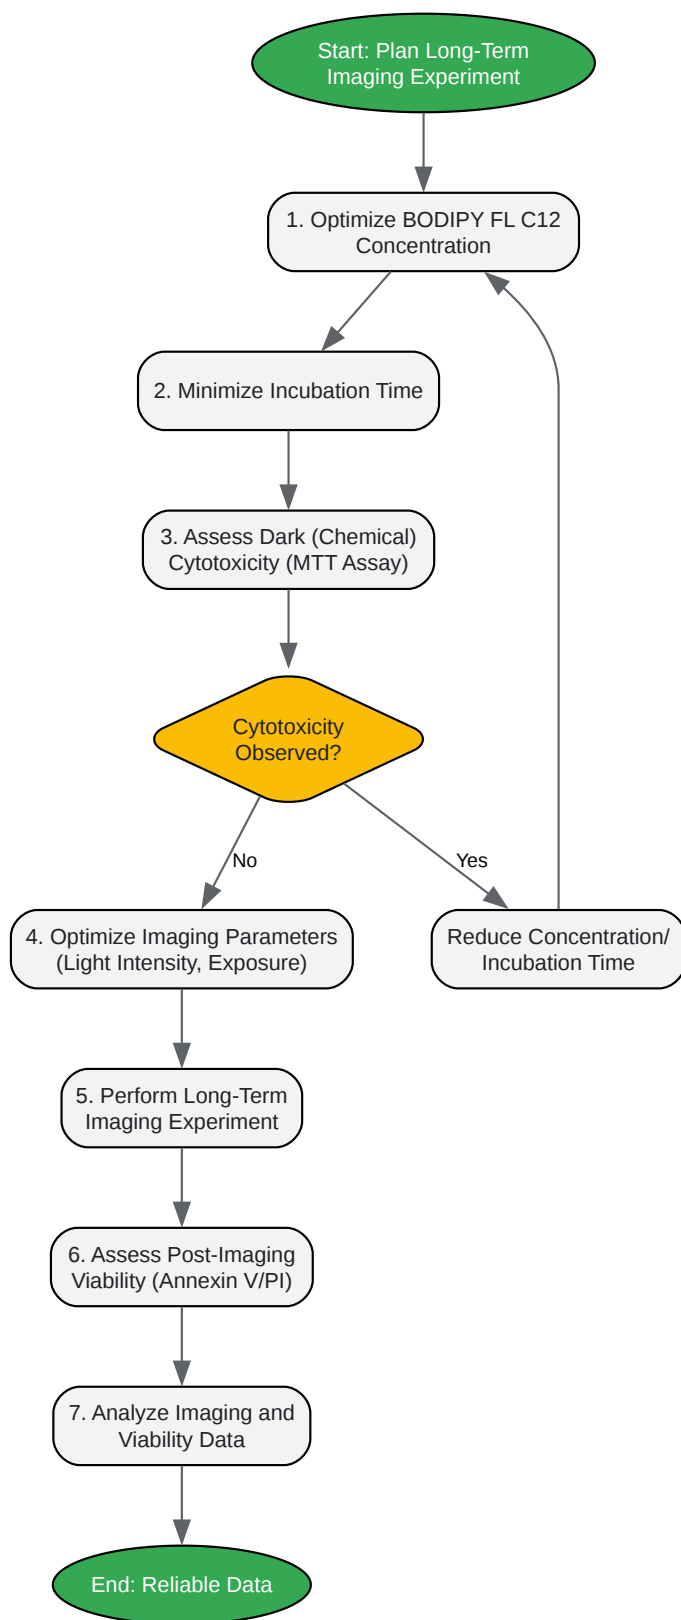 Start: Plan Long-Term
Imaging Experiment
1. Optimize BODIPY FL C12
Concentration
2. Minimize Incubation Time
3. Assess Dark (Chemical)
Cytotoxicity (MTT Assay)
Cytotoxicity
Observed?
No
Yes
4. Optimize Imaging Parameters
(Light Intensity, Exposure)
Reduce Concentration/
Incubation Time
5. Perform Long-Term
Imaging Experiment
6. Assess Post-Imaging
Viability (Annexin V/PI)
7. Analyze Imaging and
Viability Data
End: Reliable Data